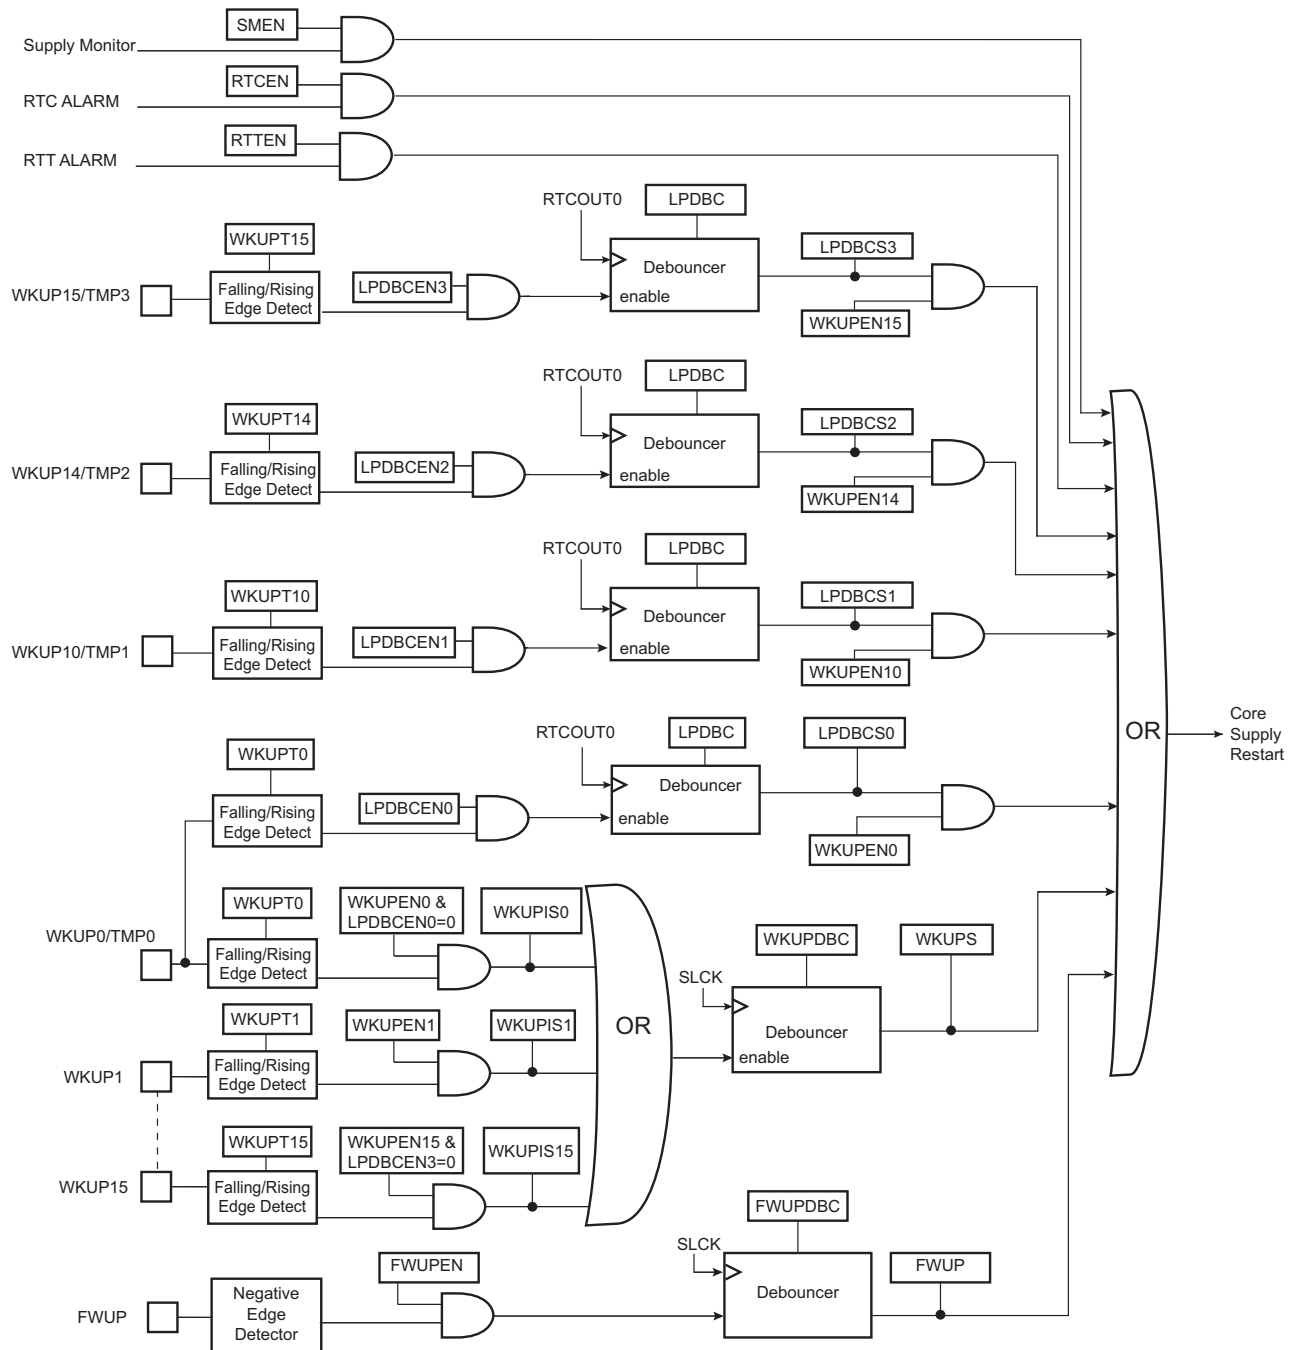 SMEN
Supply Monitor
RTCEN
RTC ALARM
RTTEN
RTT ALARM
RTCOUT0
LPDBC
WKUPT15
LPDBCS3
WKUP15/TMP3
Falling/Rising
Edge Detect
LPDBCEN3
Debouncer
enable
WKUPEN15
RTCOUT0
LPDBC
WKUPT14
LPDBCS2
WKUP14/TMP2
Falling/Rising
Edge Detect
LPDBCEN2
Debouncer
enable
WKUPEN14
RTCOUT0
LPDBC
WKUPT10
LPDBCS1
WKUP10/TMP1
Falling/Rising
Edge Detect
LPDBCEN1
Debouncer
enable
WKUPEN10
OR
Core
Supply
Restart
RTCOUT0
LPDBC
LPDBCS0
WKUPT0
Falling/Rising
Edge Detect
LPDBCEN0
Debouncer
enable
WKUPEN0
WKUPT0
WKUPEN0 &
LPDBCEN0=0
WKUPIS0
WKUP0/TMP0
Falling/Rising
Edge Detect
WKUPDBC
WKUPS
SLCK
OR
Debouncer
enable
WKUPT1
WKUPEN1
WKUPIS1
WKUP1
Falling/Rising
Edge Detect
WKUPT15
WKUPEN15 &
LPDBCEN3=0
WKUPIS15
WKUP15
Falling/Rising
Edge Detect
FWUPDBC
SLCK
FWUPEN
FWUP
Debouncer
FWUP
Negative
Edge
Detector